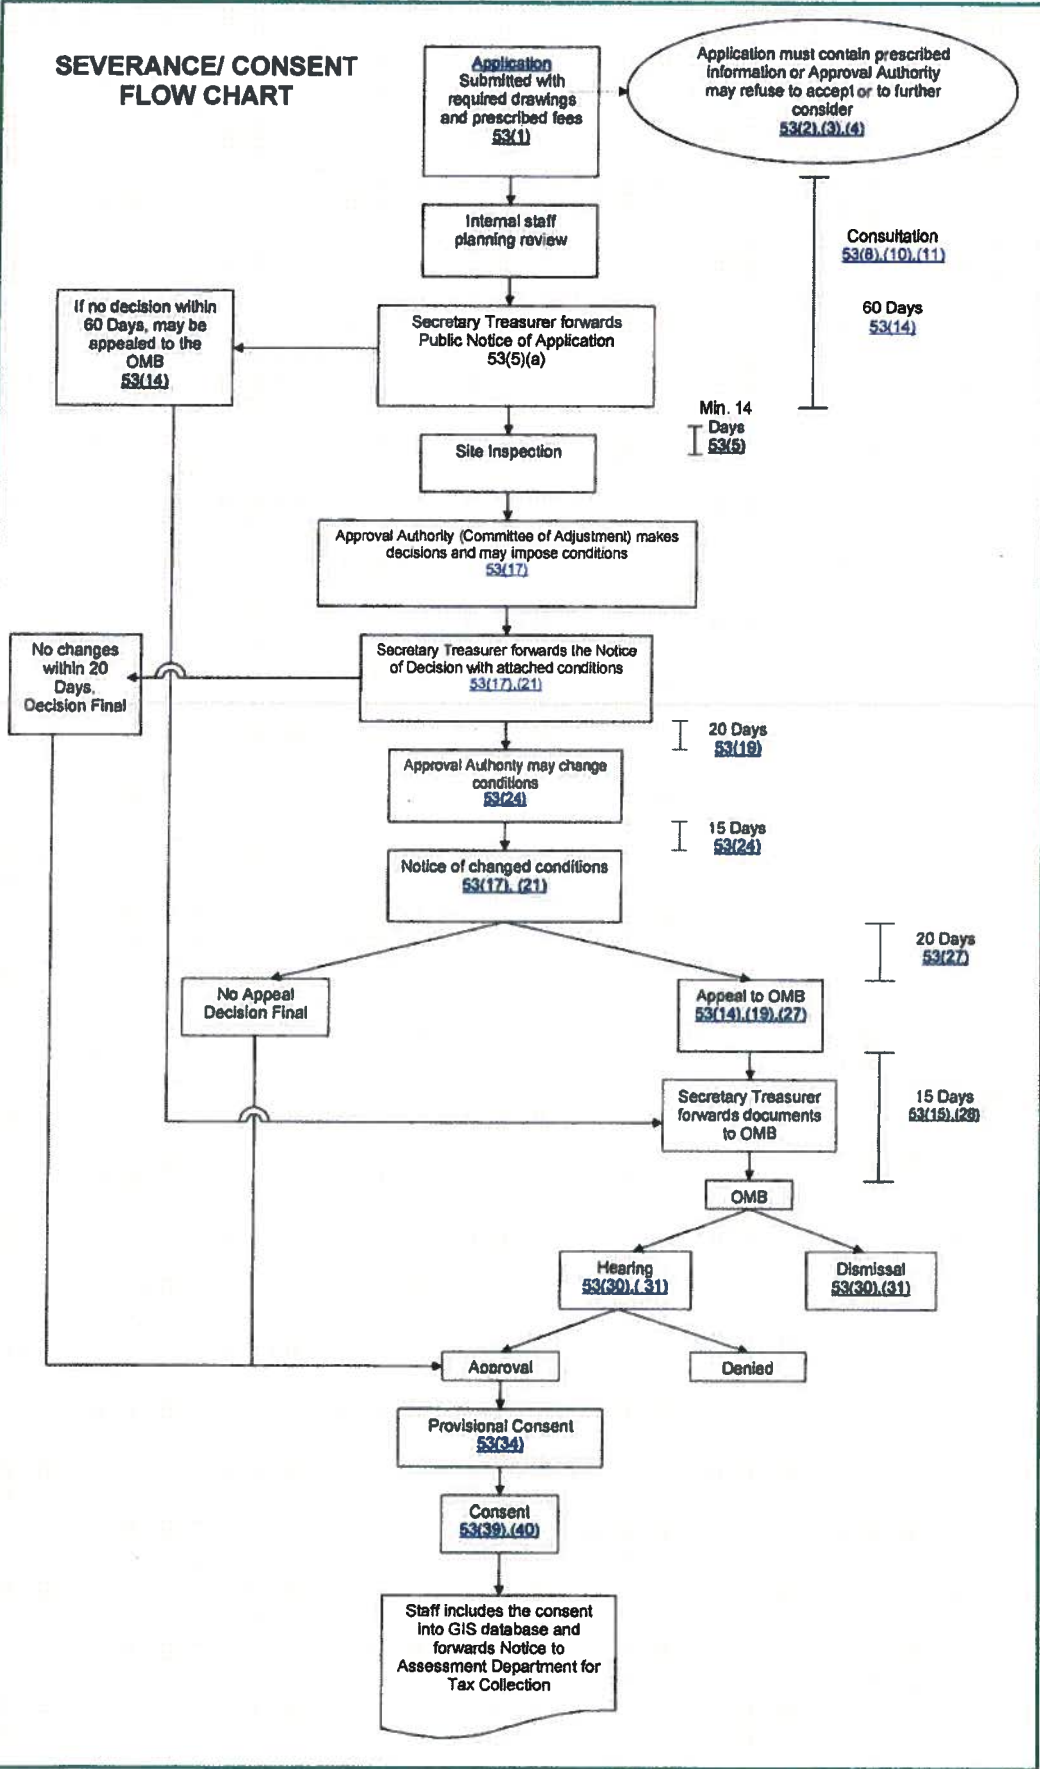 SEVERANCE/ CONSENT
FLOW CHART
Application
Submitted with
required drawings
and prescribed fees
53(1)
Application must contain prescribed
information or Approval Authority
may refuse to accept or to further
consider
53(2),(3),(4)
Internal staff
planning review
Consultation
53(8),(10),(11)
60 Days
53(14)
If no decision within
60 Days, may be
appealed to the
OMB
53(14)
Secretary Treasurer forwards
Public Notice of Application
53(5)(a)
Min. 14
Days
53(5)
Site Inspection
Approval Authority (Committee of Adjustment) makes
decisions and may impose conditions
53(17)
No changes
within 20
Days,
Decision Final
Secretary Treasurer forwards the Notice
of Decision with attached conditions
53(17),(21)
20 Days
53(19)
Approval Authority may change
conditions
53(24)
15 Days
53(24)
Notice of changed conditions
53(17), (21)
20 Days
53(27)
No Appeal
Decision Final
Appeal to OMB
53(14),(19),(27)
Secretary Treasurer
forwards documents
to OMB
15 Days
53(15),(28)
OMB
Hearing
53(30),( 31)
Dismissal
53(30),(31)
Approval
Denied
Provisional Consent
53(34)
Consent
53(39),(40)
Staff includes the consent
into GIS database and
forwards Notice to
Assessment Department for
Tax Collection